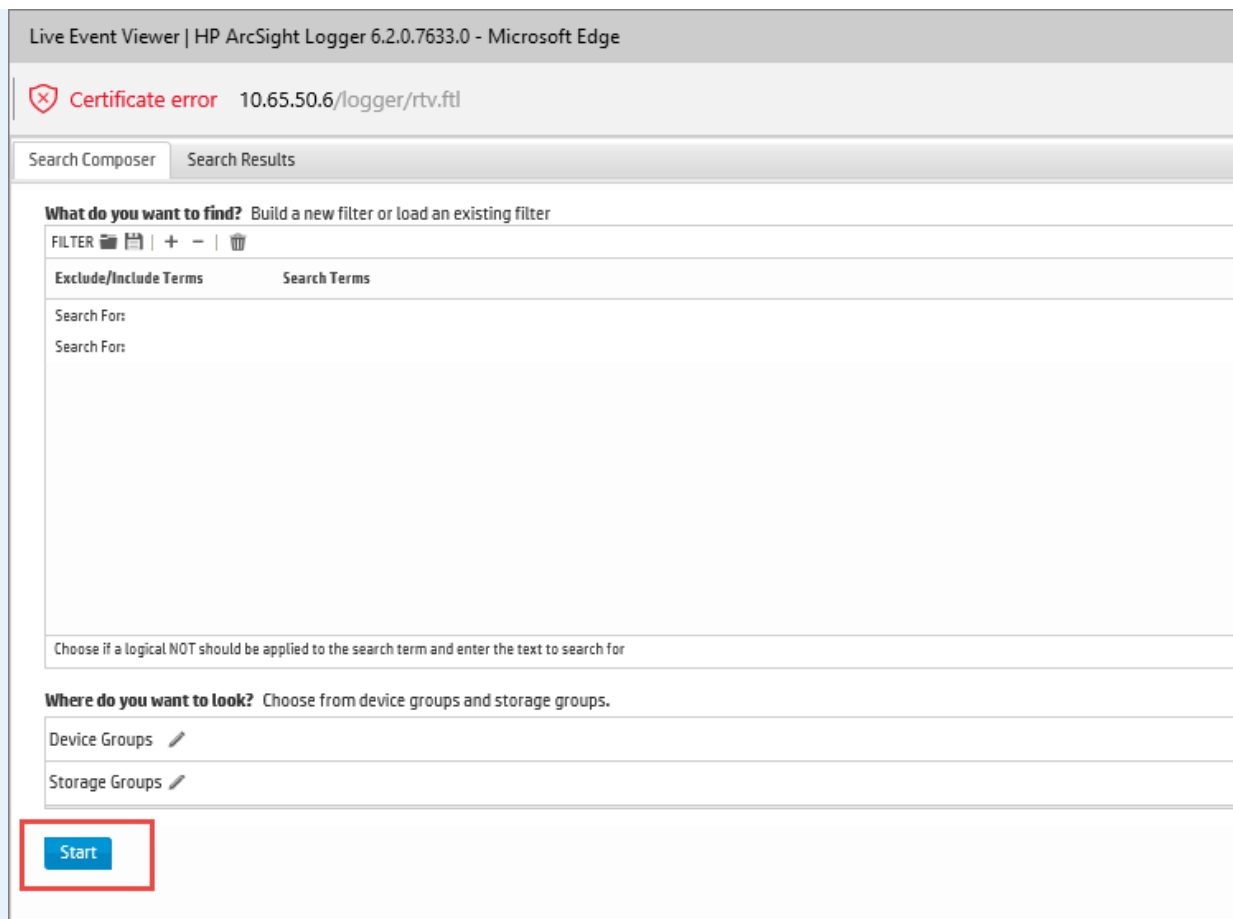 Live Event Viewer | HP ArcSight Logger 6.2.0.7633.0 - Microsoft Edge
Certificate error 10.65.50.6/logger/rtv.ftl
Search Composer Search Results
What do you want to find? Build a new filter or load an existing filter
FILTER
Exclude/Include Terms Search Terms
Search For:
Search For:
Choose if a logical NOT should be applied to the search term and enter the text to search for
Where do you want to look? Choose from device groups and storage groups.
Device Groups
Storage Groups
Start